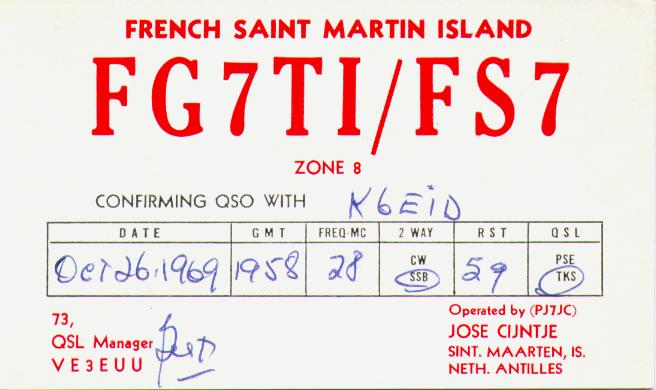 FRENCH SAINT MARTIN ISLAND
FG7TI/FS7
ZONE 8
CONFIRMING QSO WITH K6EiD
DATE GMT FREQ-MC 2 WAY RST QSL
Oct 26, 1969 1958 28 CW SSB 59 PSE TKS
73,
QSL Manager
VE3EUU
Operated by (PJ7JC)
JOSE CIJNTJE
SINT. MAARTEN, IS.
NETH. ANTILLES